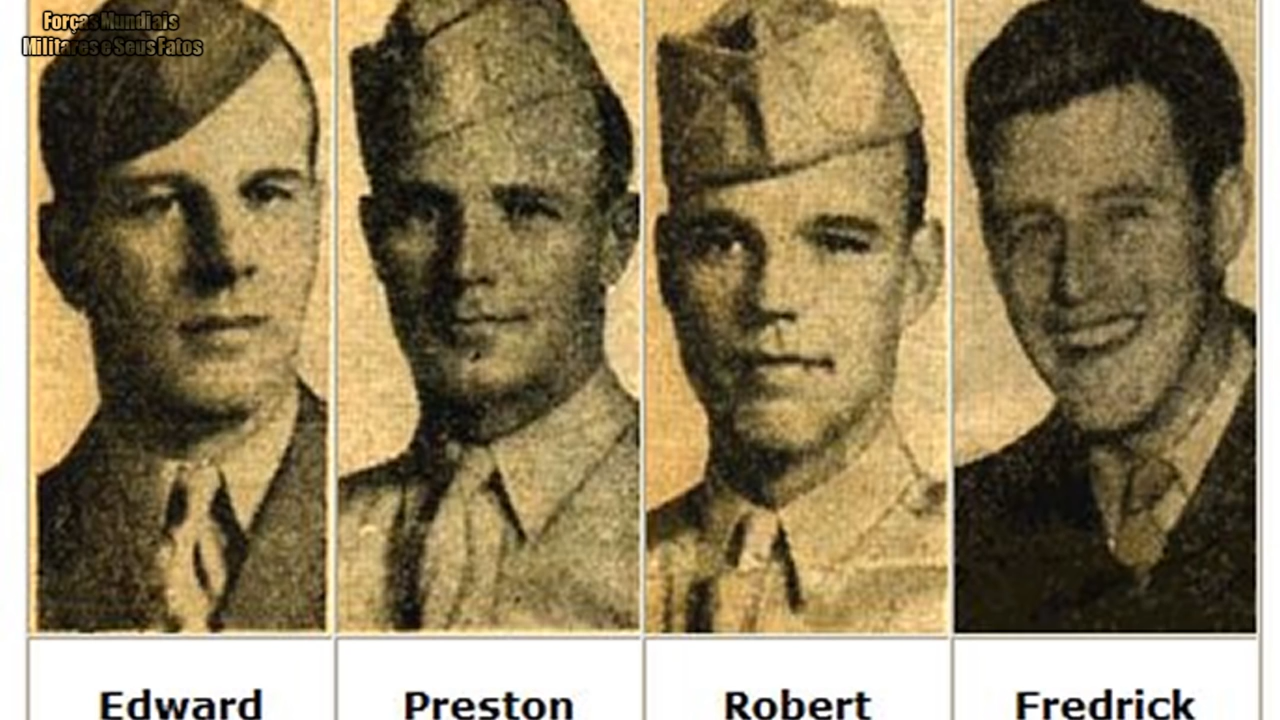 Forças Mundiais
Militares e Seus Fatos
Edward
Preston
Robert
Fredrick